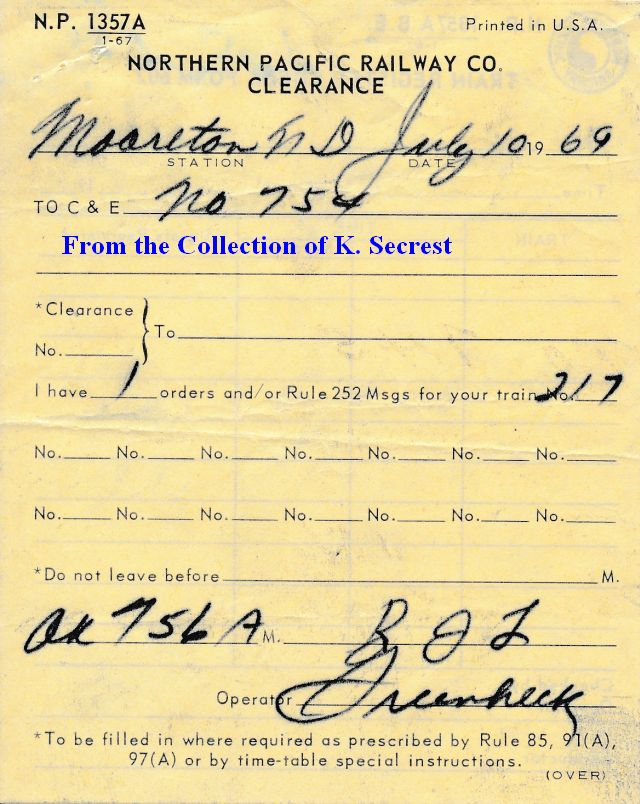 N.P. 1357A Printed in U.S.A.
1-67
NORTHERN PACIFIC RAILWAY CO.
CLEARANCE
Mooreton ND July 10 19 69
STATION DATE
TO C & E No 754
From the Collection of K. Secrest
*Clearance
No. To
I have 1 orders and/or Rule 252 Msgs for your train No. 217
No. No. No. No. No. No. No.
No. No. No. No. No. No. No.
*Do not leave before M.
OK 756 A M. R J L
Operator Greenheck
*To be filled in where required as prescribed by Rule 85, 91(A),
97(A) or by time-table special instructions.
(OVER)